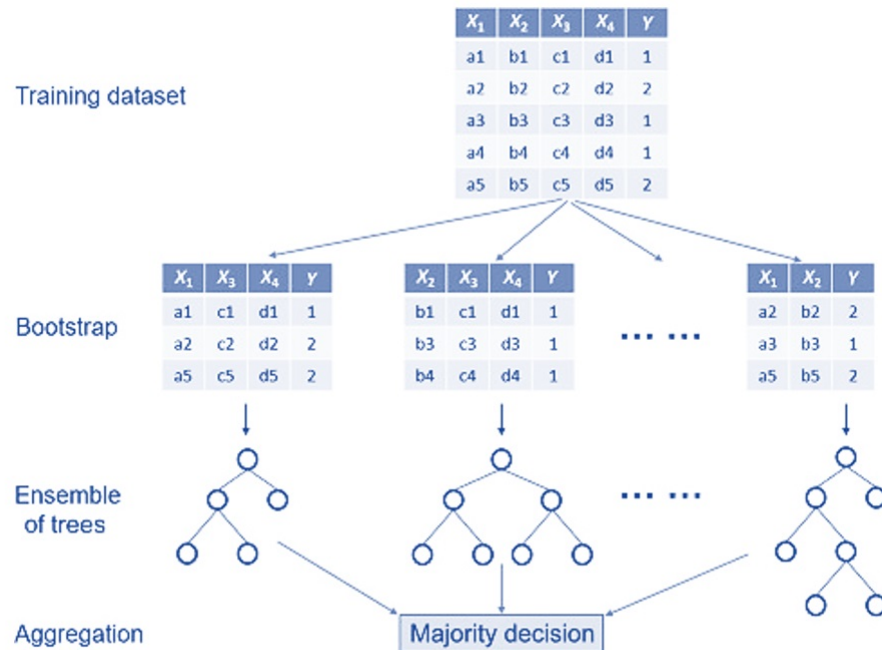 X1 X2 X3 X4 Y
a1 b1 c1 d1 1
Training dataset
a2 b2 c2 d2 2
a3 b3 c3 d3 1
a4 b4 c4 d4 1
a5 b5 c5 d5 2
Bootstrap
X1 X3 X4 Y
a1 c1 d1 1
a2 c2 d2 2
a5 c5 d5 2
X2 X3 X4 Y
b1 c1 d1 1
b3 c3 d3 1
b4 c4 d4 1
... ...
X1 X2 Y
a2 b2 2
a3 b3 1
a5 b5 2
Ensemble
of trees
... ...
Aggregation
Majority decision